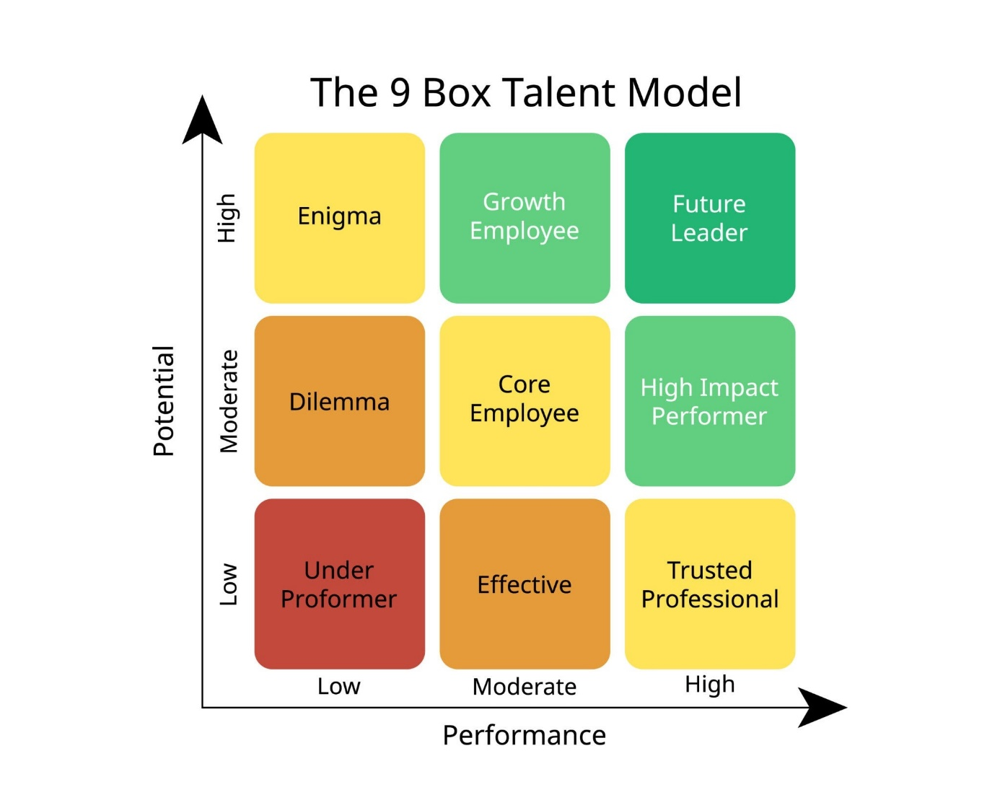 The 9 Box Talent Model
High
Enigma
Growth
Employee
Future
Leader
Potential
Moderate
Dilemma
Core
Employee
High Impact
Performer
Low
Under
Proformer
Effective
Trusted
Professional
Low
Moderate
High
Performance